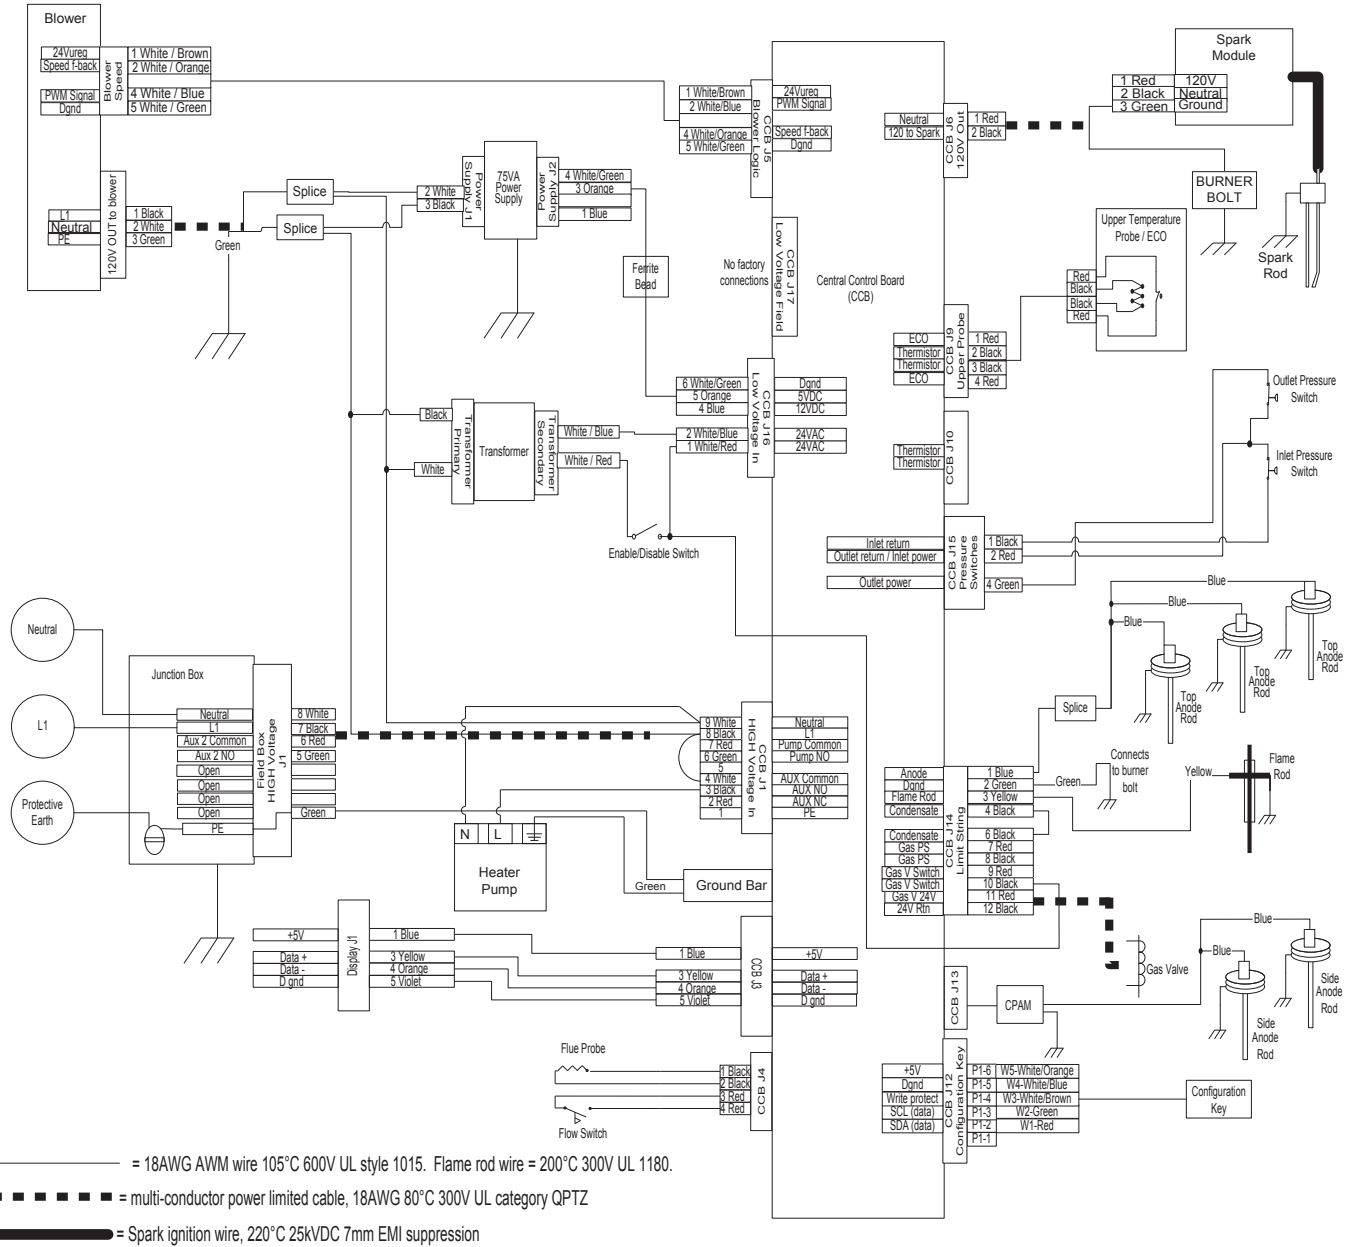 Blower
24Vureg
Speed f-back
PWM Signal
Dgnd
Blower
Speed
1 White / Brown
2 White / Orange
4 White / Blue
5 White / Green
L1
Neutral
PE
120V OUT to blower
1 Black
2 White
3 Green
Green
Splice
Splice
2 White
3 Black
Power
Supply J1
75VA
Power
Supply
Power
Supply J2
4 White/Green
3 Orange
1 Blue
Ferrite
Bead
1 White/Brown
2 White/Blue
4 White/Orange
5 White/Green
CCB J5
Blower Logic
24Vureg
PWM Signal
Speed f-back
Dgnd
No factory
connections
CCB J17
Low Voltage Field
Central Control Board
(CCB)
6 White/Green
5 Orange
4 Blue
2 White/Blue
1 White/Red
CCB J16
Low Voltage In
Dgnd
5VDC
12VDC
24VAC
24VAC
Black
White
Transformer
Primary
Transformer
Transformer
Secondary
White / Blue
White / Red
Enable/Disable Switch
Neutral
120 to Spark
CCB J6
120V Out
1 Red
2 Black
Spark
Module
1 Red
2 Black
3 Green
120V
Neutral
Ground
BURNER
BOLT
Spark
Rod
Upper Temperature
Probe / ECO
Red
Black
Black
Red
ECO
Thermistor
Thermistor
ECO
CCB J9
Upper Probe
1 Red
2 Black
3 Black
4 Red
Thermistor
Thermistor
CCB J10
Outlet Pressure
Switch
Inlet Pressure
Switch
Inlet return
Outlet return / Inlet power
Outlet power
CCB J15
Pressure
Switches
1 Black
2 Red
4 Green
Blue
Blue
Blue
Top
Anode
Rod
Top
Anode
Rod
Top
Anode
Rod
Splice
Neutral
L1
Protective
Earth
Junction Box
Neutral
L1
Aux 2 Common
Aux 2 NO
Open
Open
Open
Open
PE
Field Box
HIGH Voltage
J1
8 White
7 Black
6 Red
5 Green
Green
9 White
8 Black
7 Red
6 Green
5
4 White
3 Black
2 Red
1
CCB J1
HIGH Voltage In
Neutral
L1
Pump Common
Pump NO
AUX Common
AUX NO
AUX NC
PE
N
L
Heater
Pump
Green
Ground Bar
Anode
Dgnd
Flame Rod
Condensate
Condensate
Gas PS
Gas PS
Gas V Switch
Gas V Switch
Gas V 24V
24V Rtn
CCB J14
Limit String
1 Blue
2 Green
3 Yellow
4 Black
6 Black
7 Red
8 Black
9 Red
10 Black
11 Red
12 Black
Green
Connects
to burner
bolt
Yellow
Flame
Rod
Gas Valve
Blue
Blue
Side
Anode
Rod
Side
Anode
Rod
+5V
Data +
Data -
D gnd
Display J1
1 Blue
3 Yellow
4 Orange
5 Violet
1 Blue
3 Yellow
4 Orange
5 Violet
CCB J3
+5V
Data +
Data -
D gnd
CCB J13
CPAM
Flue Probe
Flow Switch
1 Black
2 Black
3 Red
4 Red
CCB J4
+5V
Dgnd
Write protect
SCL (data)
SDA (data)
CCB J12
Configuration Key
P1-6
P1-5
P1-4
P1-3
P1-2
P1-1
W5-White/Orange
W4-White/Blue
W3-White/Brown
W2-Green
W1-Red
Configuration
Key
= 18AWG AWM wire 105°C 600V UL style 1015. Flame rod wire = 200°C 300V UL 1180.
= multi-conductor power limited cable, 18AWG 80°C 300V UL category QPTZ
= Spark ignition wire, 220°C 25kVDC 7mm EMI suppression